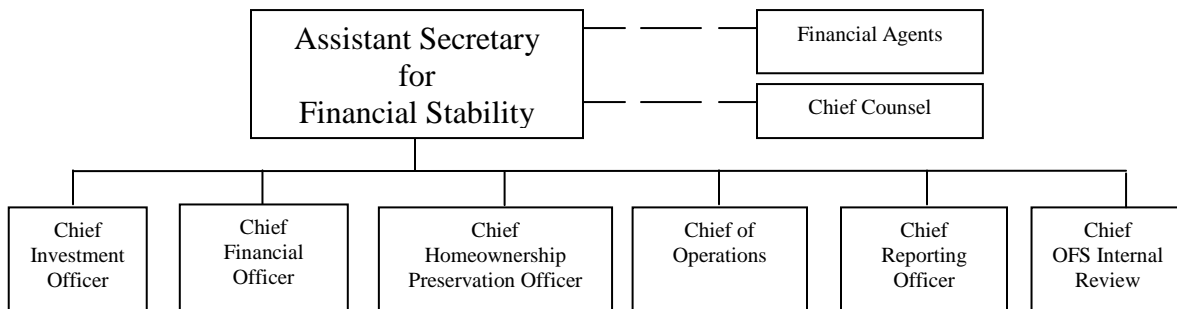 Assistant Secretary
for
Financial Stability
Financial Agents
Chief Counsel
Chief
Investment
Officer
Chief
Financial
Officer
Chief
Homeownership
Preservation Officer
Chief of
Operations
Chief
Reporting
Officer
Chief
OFS Internal
Review